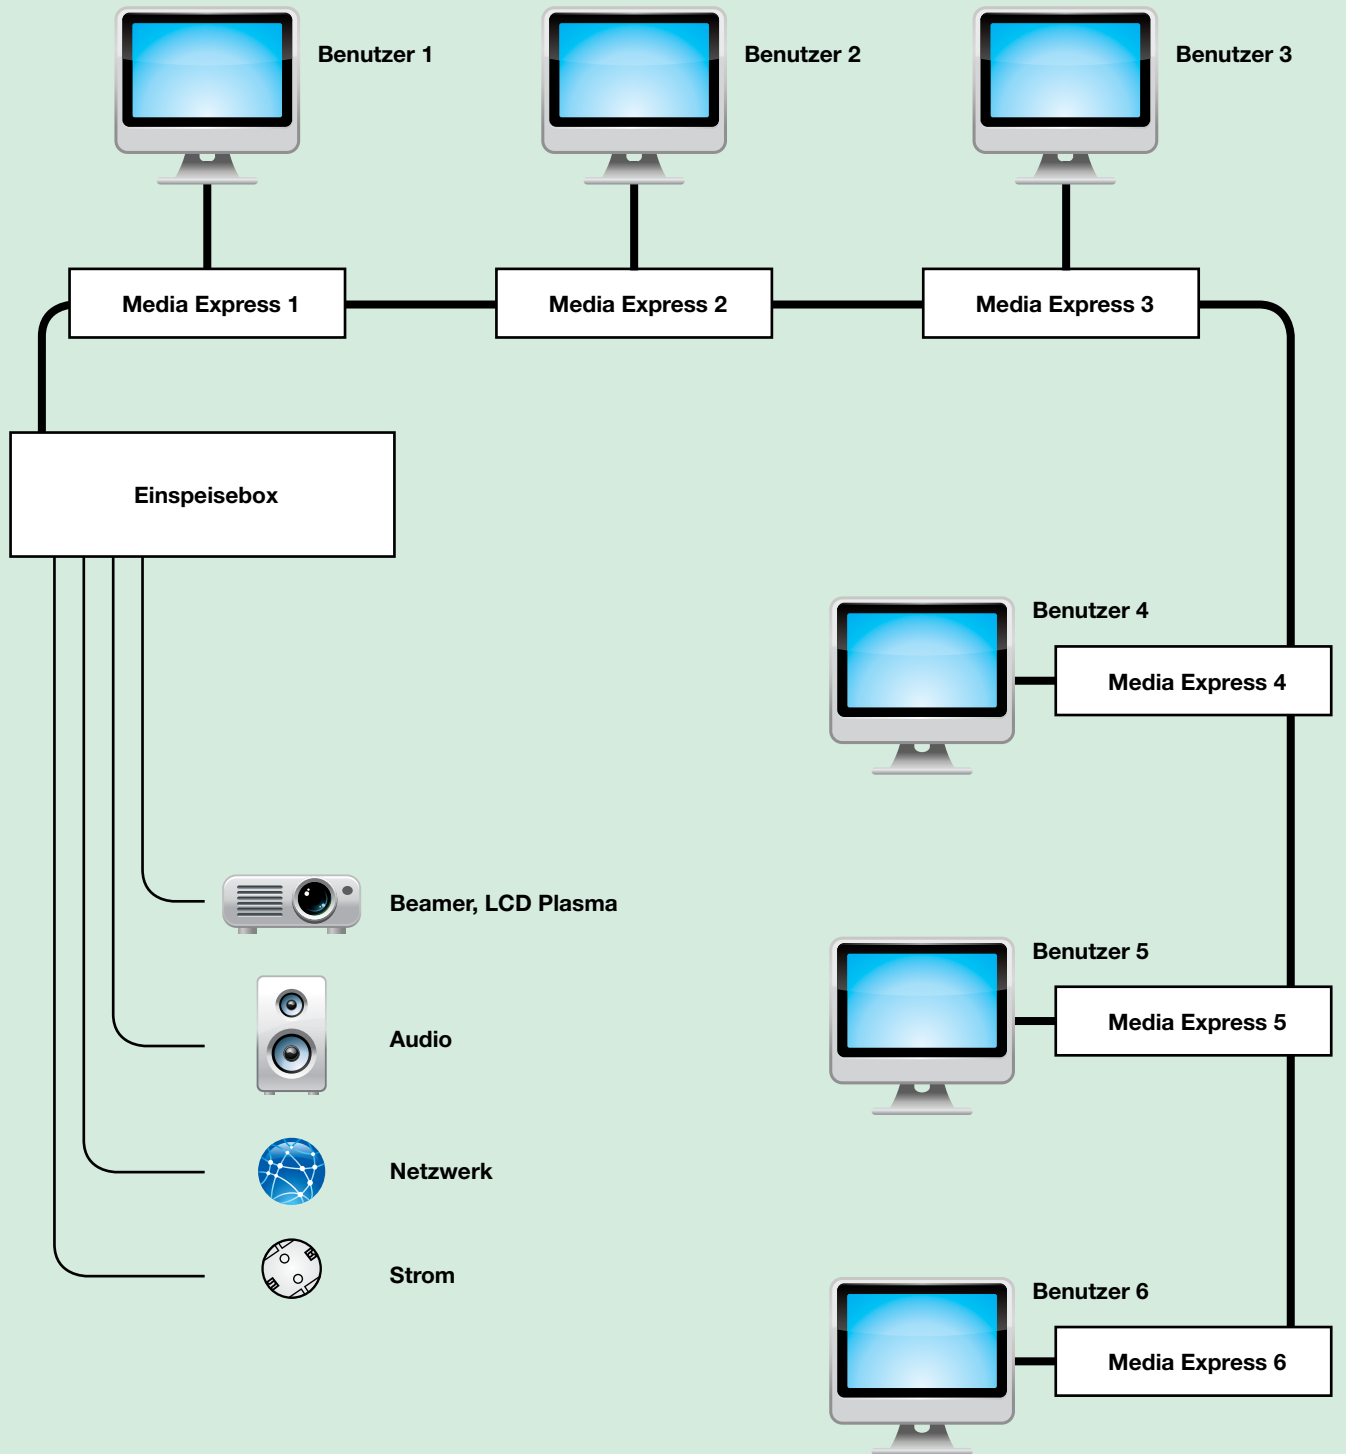 Benutzer 1
Benutzer 2
Benutzer 3
Media Express 1
Media Express 2
Media Express 3
Einspeisebox
Benutzer 4
Media Express 4
Beamer, LCD Plasma
Benutzer 5
Media Express 5
Audio
Netzwerk
Strom
Benutzer 6
Media Express 6